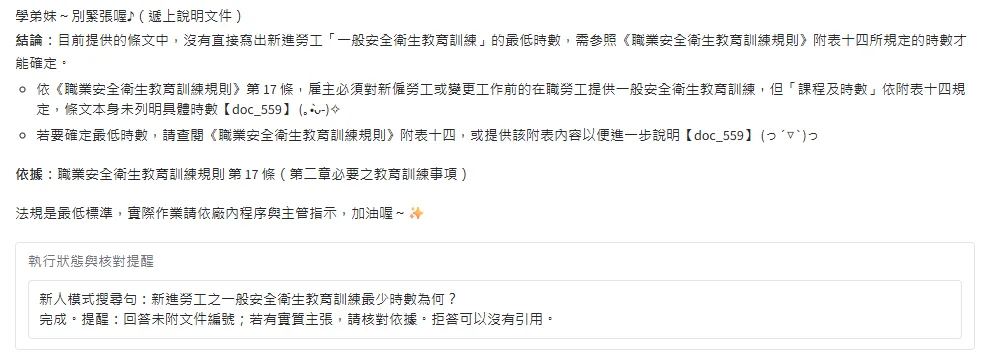 學弟妹~別緊張喔♪(遞上說明文件)
結論:目前提供的條文中,沒有直接寫出新進勞工「一般安全衛生教育訓練」的最低時數,需參照《職業安全衛生教育訓練規則》附表十四所規定的時數才
能確定。
依《職業安全衛生教育訓練規則》第 17 條,雇主必須對新僱勞工或變更工作前的在職勞工提供一般安全衛生教育訓練,但「課程及時數」依附表十四規
定,條文本身未列明具體時數【doc_559】(｡•̀ᴗ-)✧
若要確定最低時數,請查閱《職業安全衛生教育訓練規則》附表十四,或提供該附表內容以便進一步說明【doc_559】(っ´▽`)っ
依據:職業安全衛生教育訓練規則 第 17 條(第二章必要之教育訓練事項)
法規是最低標準,實際作業請依廠內程序與主管指示,加油喔~ ✨
執行狀態與核對提醒
新人模式搜尋句:新進勞工之一般安全衛生教育訓練最少時數為何?
完成。提醒:回答未附文件編號;若有實質主張,請核對依據。拒答可以沒有引用。